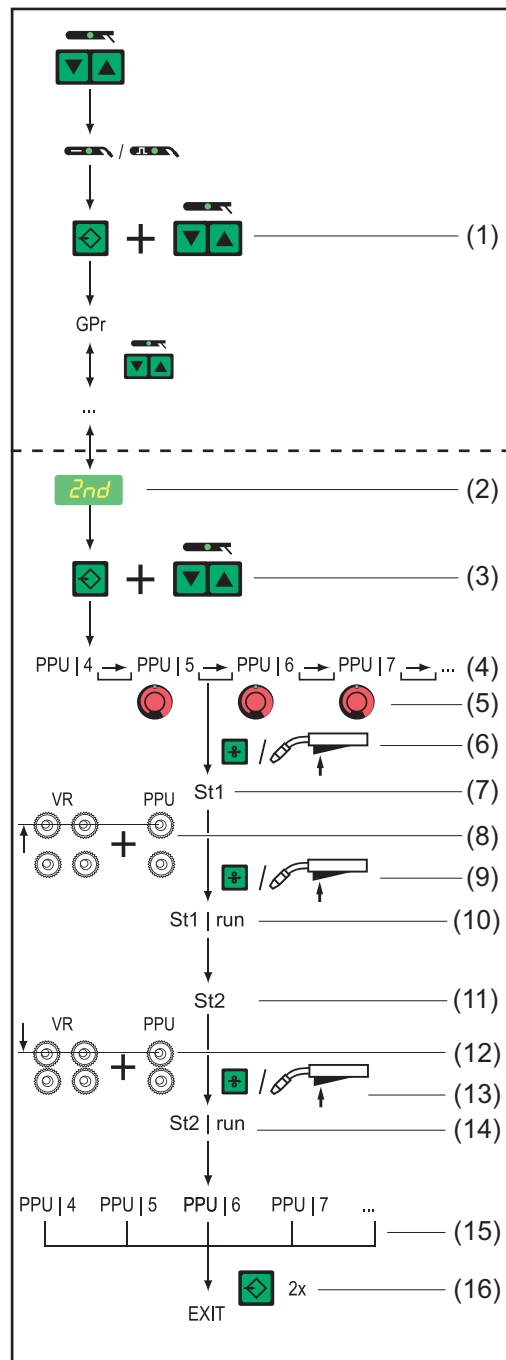 /
+ (1)
GPr
...
2nd (2)
+ (3)
PPU | 4 PPU | 5 PPU | 6 PPU | 7 ... (4)
(5)
/ (6)
St1 (7)
VR PPU
+ (8)
/ (9)
St1 | run (10)
St2 (11)
VR PPU
+ (12)
/ (13)
St2 | run (14)
PPU | 4 PPU | 5 PPU | 6 PPU | 7 ...
(15)
2x (16)
EXIT